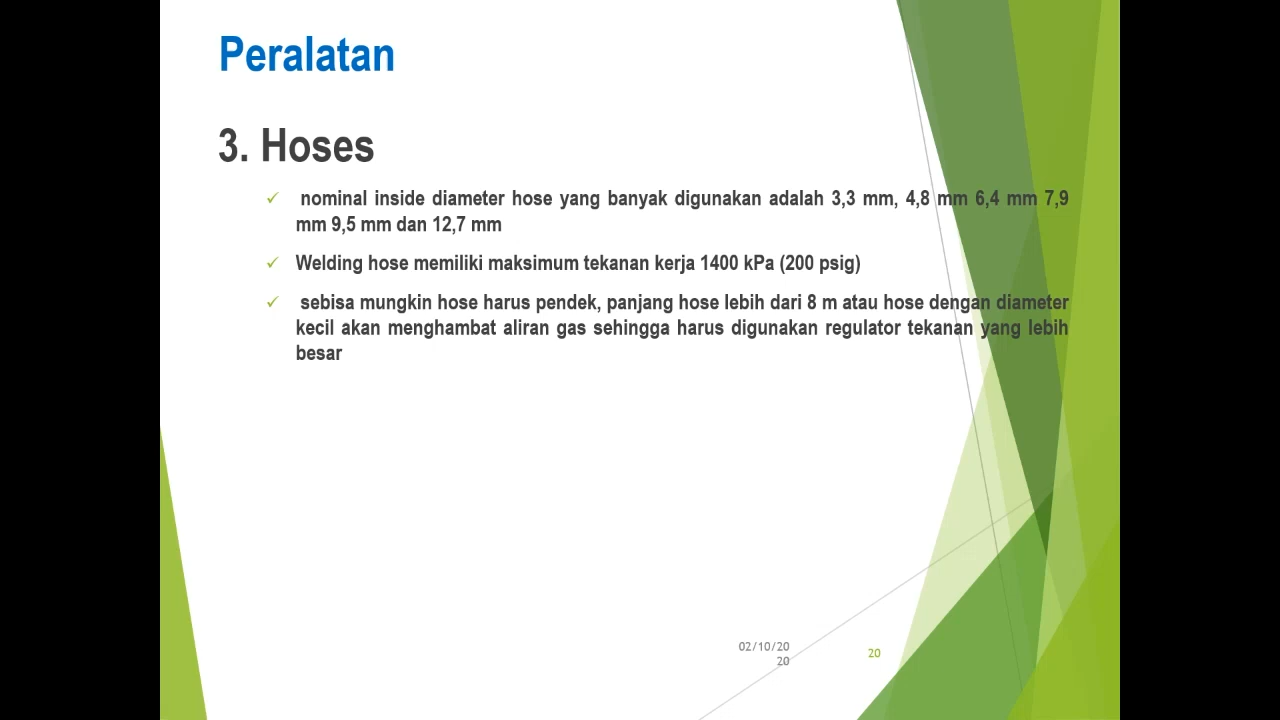 Peralatan
3. Hoses
✓ nominal inside diameter hose yang banyak digunakan adalah 3,3 mm, 4,8 mm 6,4 mm 7,9
mm 9,5 mm dan 12,7 mm
✓ Welding hose memiliki maksimum tekanan kerja 1400 kPa (200 psig)
✓ sebisa mungkin hose harus pendek, panjang hose lebih dari 8 m atau hose dengan diameter
kecil akan menghambat aliran gas sehingga harus digunakan regulator tekanan yang lebih
besar
02/10/20
20
20